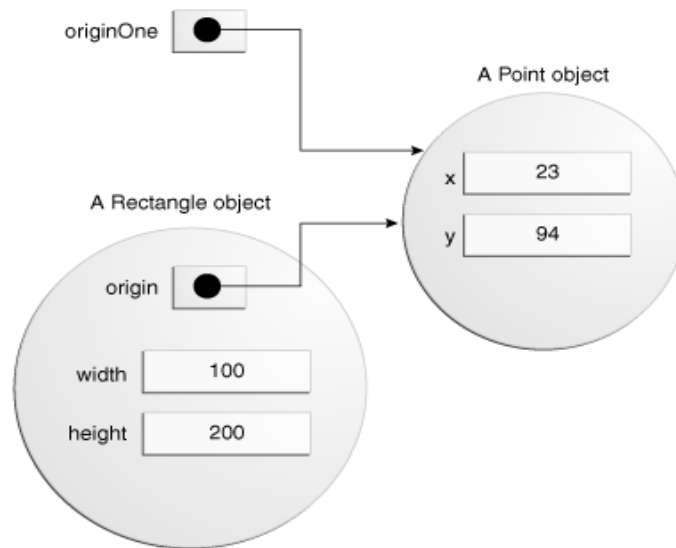 originOne
A Point object
x 23
y 94
A Rectangle object
origin
width 100
height 200